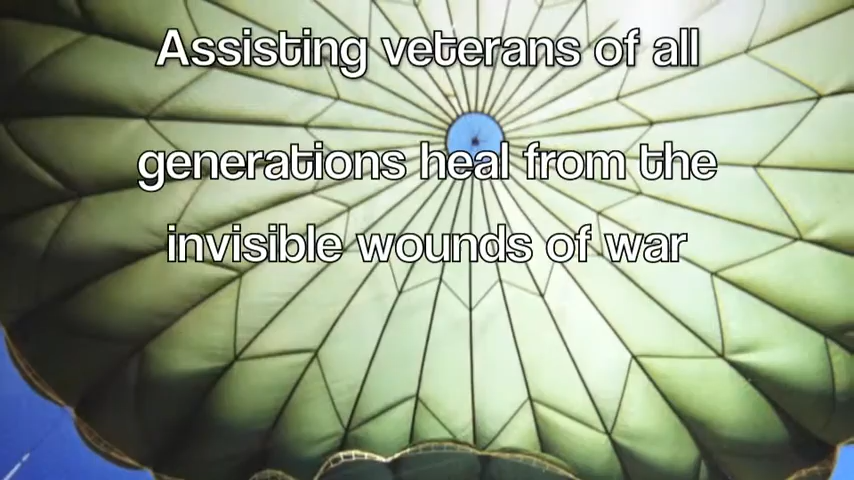 Assisting veterans of all
generations heal from the
invisible wounds of war